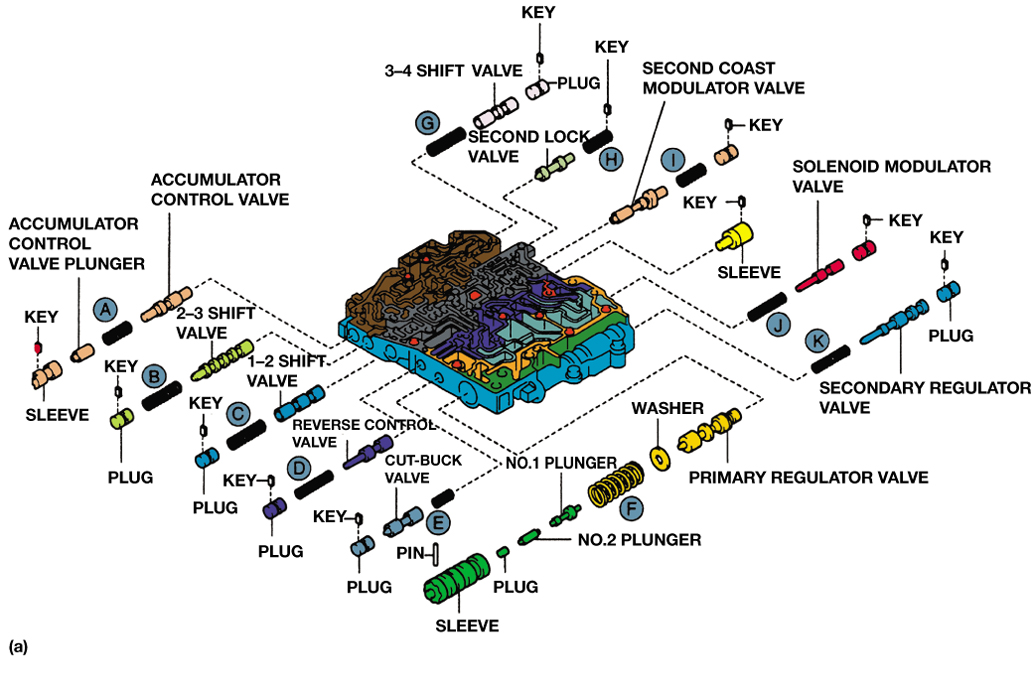 KEY
KEY
3–4 SHIFT VALVE
PLUG
SECOND COAST
MODULATOR VALVE
G
SECOND LOCK
VALVE
H
I
KEY
SOLENOID MODULATOR
VALVE
ACCUMULATOR
CONTROL VALVE
KEY
KEY
KEY
ACCUMULATOR
CONTROL
VALVE PLUNGER
SLEEVE
A
KEY
2–3 SHIFT
VALVE
J
K
PLUG
KEY
B
1–2 SHIFT
VALVE
SECONDARY REGULATOR
VALVE
SLEEVE
KEY
C
WASHER
REVERSE CONTROL
VALVE
PLUG
D
CUT-BUCK
VALVE
NO.1 PLUNGER
PRIMARY REGULATOR VALVE
KEY
PLUG
KEY
E
F
PLUG
PIN
NO.2 PLUNGER
PLUG
PLUG
SLEEVE
(a)